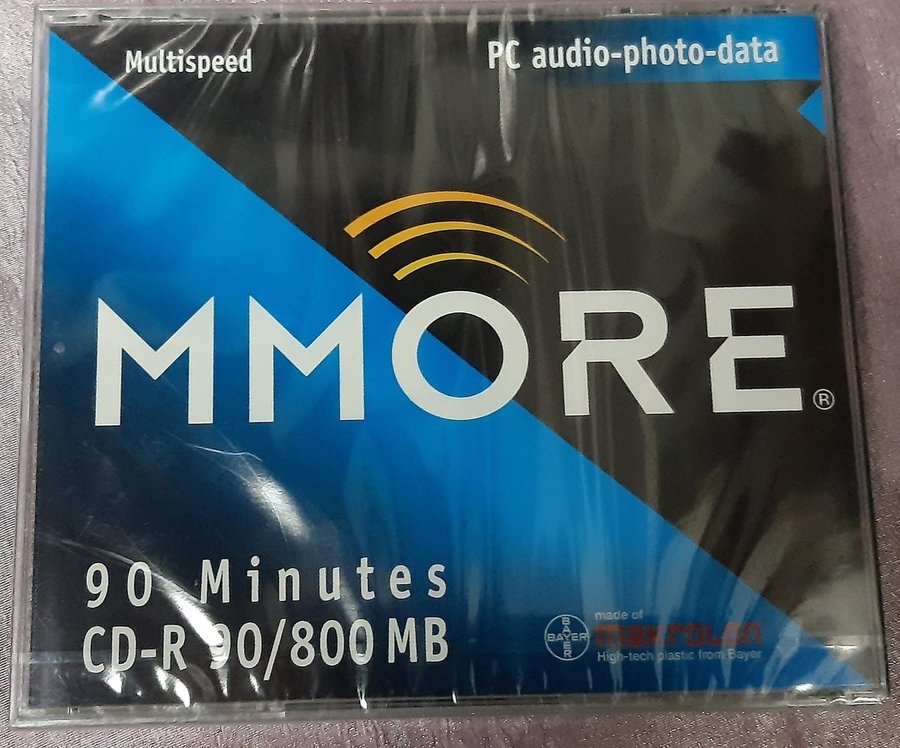 Multispeed
PC audio-photo-data
MMORE®
90 Minutes
CD-R 90/800 MB
BAYER
BAYER
made of
makrolon
High-tech plastic from Bayer